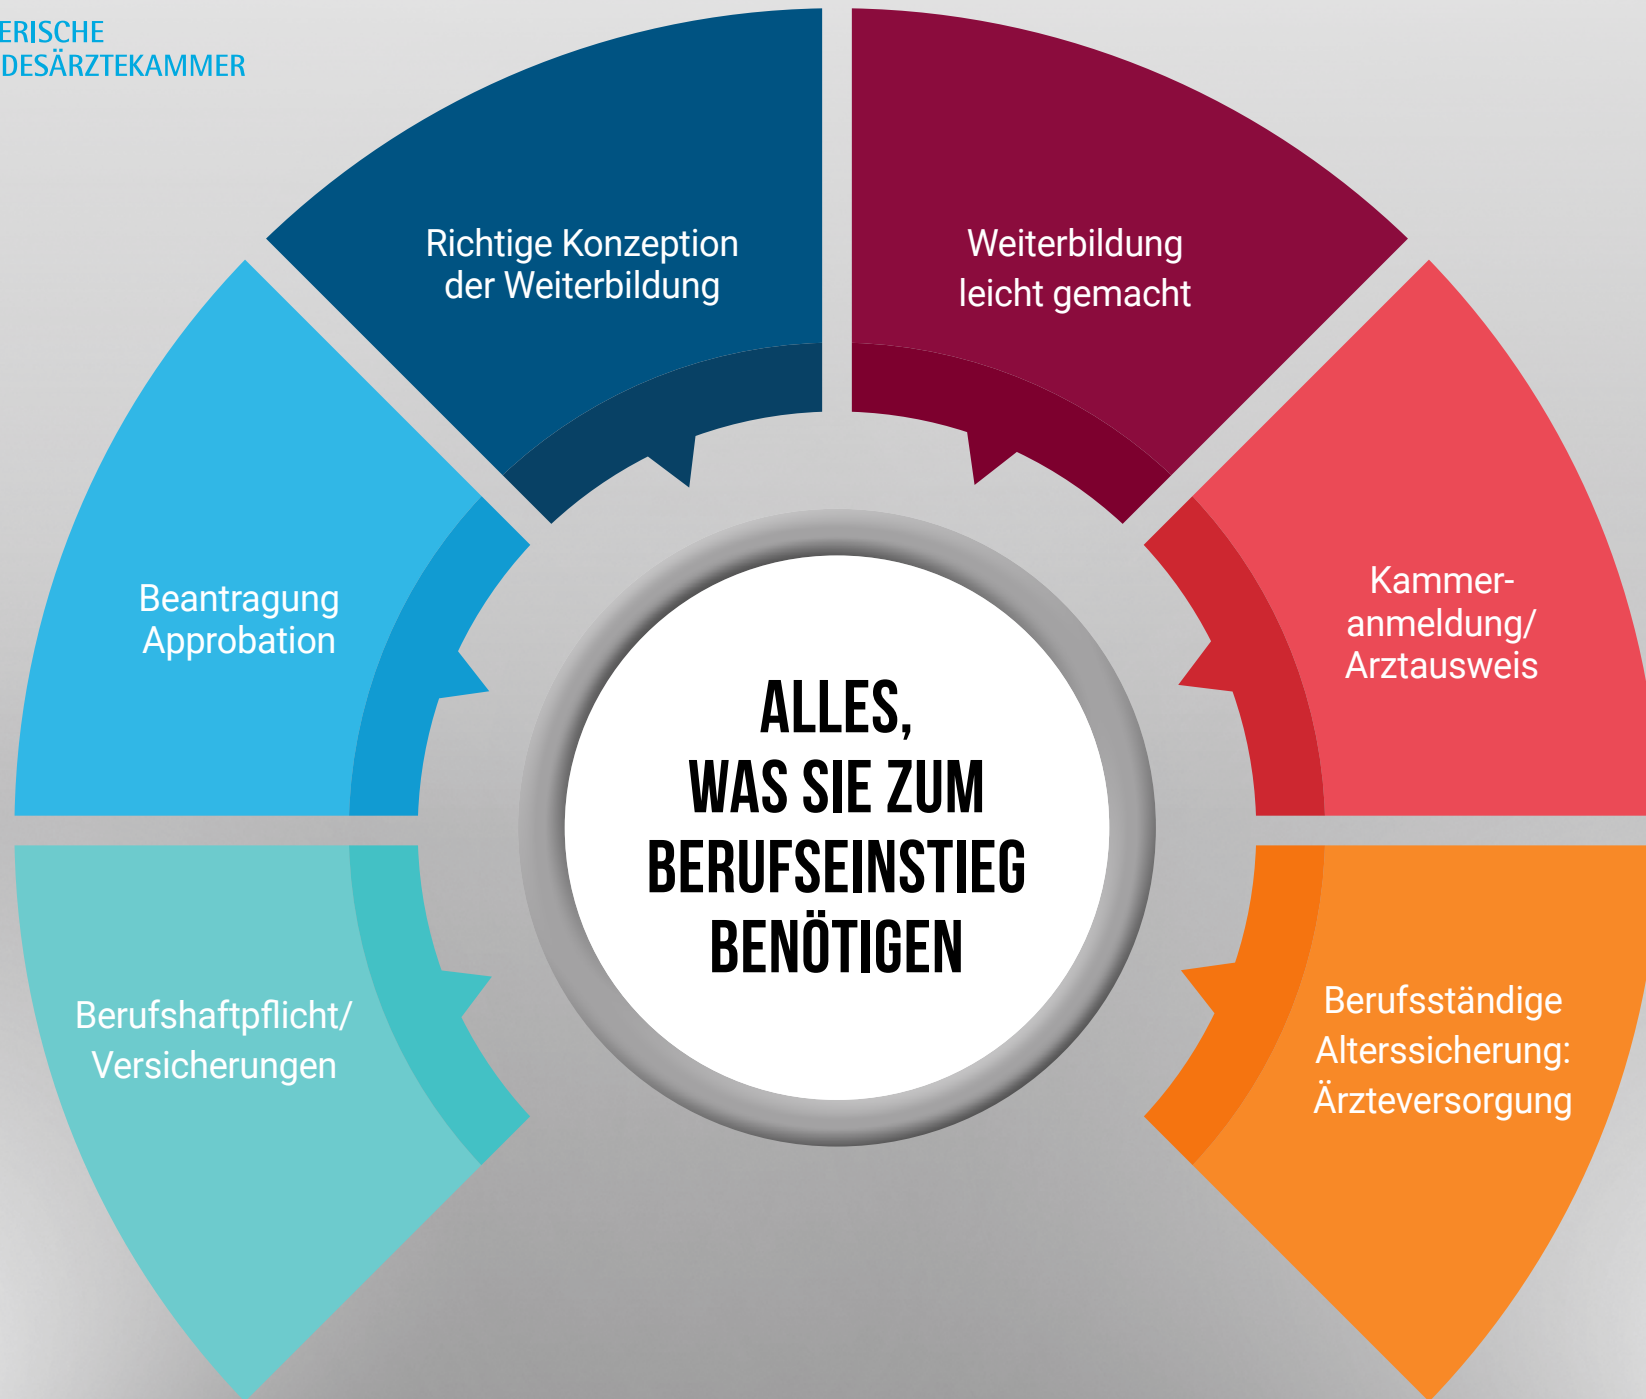 ERISCHE
DESÄRZTEKAMMER
Richtige Konzeption
der Weiterbildung
Weiterbildung
leicht gemacht
Beantragung
Approbation
Kammer-
anmeldung/
Arztausweis
ALLES,
WAS SIE ZUM
BERUFSEINSTIEG
BENÖTIGEN
Berufshaftpflicht/
Versicherungen
Berufsständige
Alterssicherung:
Ärzteversorgung